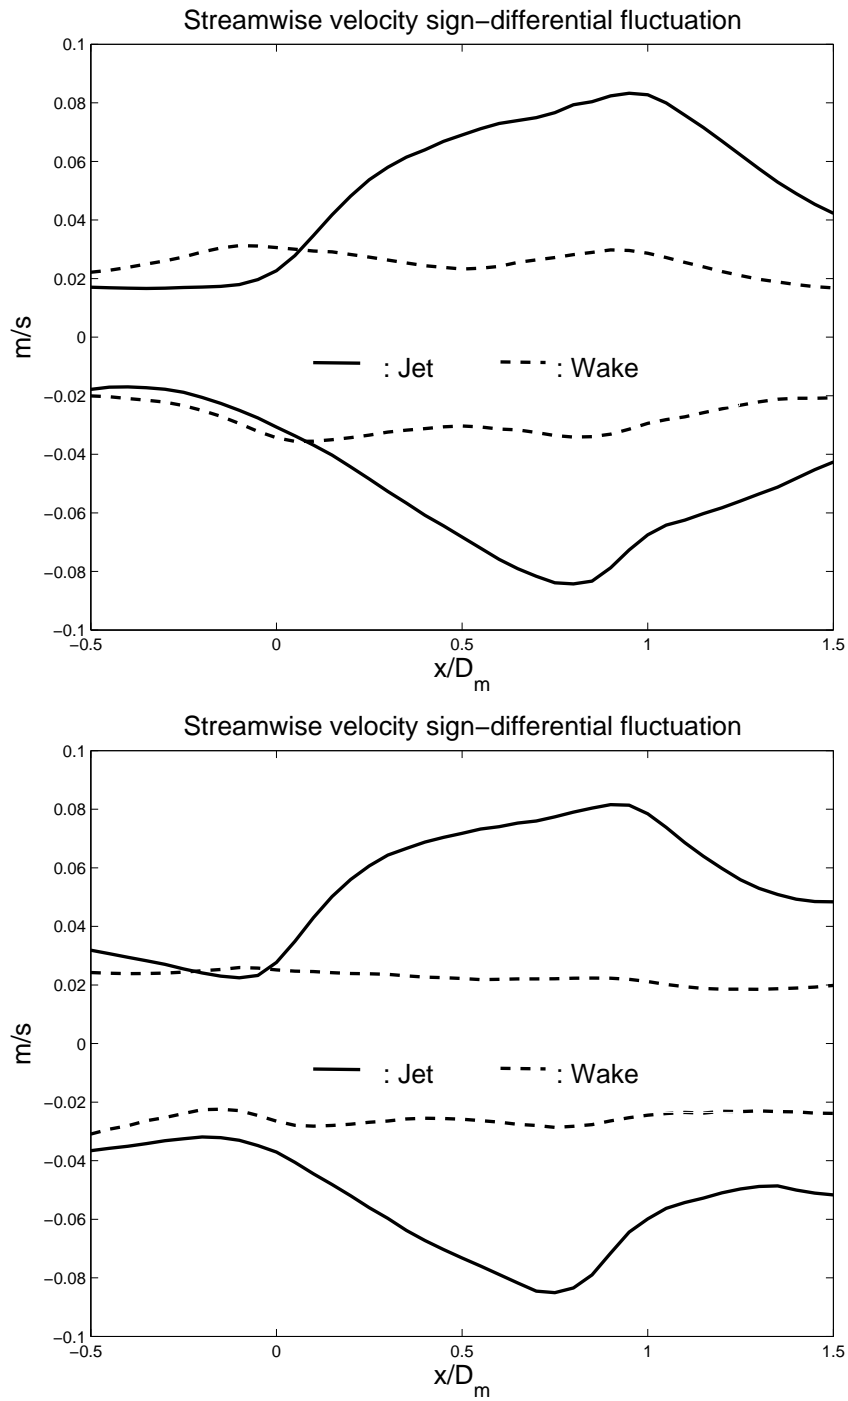 Streamwise velocity sign−differential fluctuation
0.1
0.08
0.06
0.04
0.02
0
−0.02
−0.04
−0.06
−0.08
−0.1
m/s
: Jet : Wake
−0.5 0 0.5 1 1.5
x/D_m
Streamwise velocity sign−differential fluctuation
0.1
0.08
0.06
0.04
0.02
0
−0.02
−0.04
−0.06
−0.08
−0.1
m/s
: Jet : Wake
−0.5 0 0.5 1 1.5
x/D_m